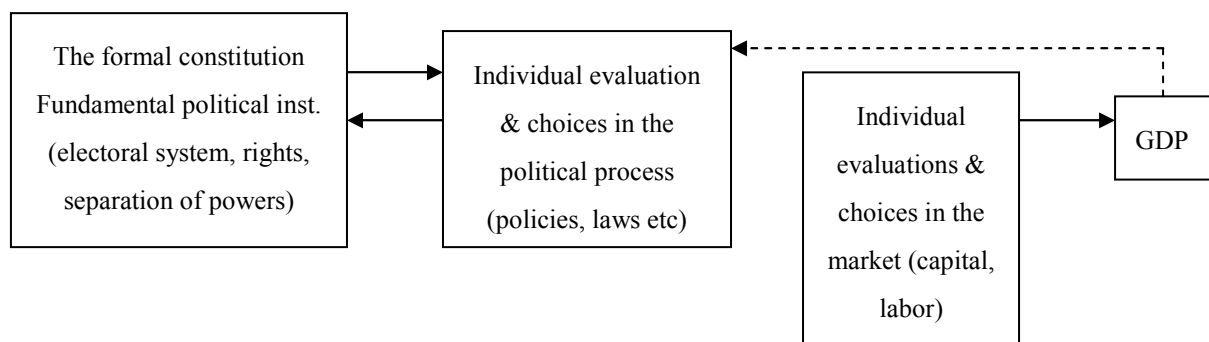 The formal constitution
Fundamental political inst.
(electoral system, rights,
separation of powers)
Individual evaluation
& choices in the
political process
(policies, laws etc)
Individual
evaluations &
choices in the
market (capital,
labor)
GDP